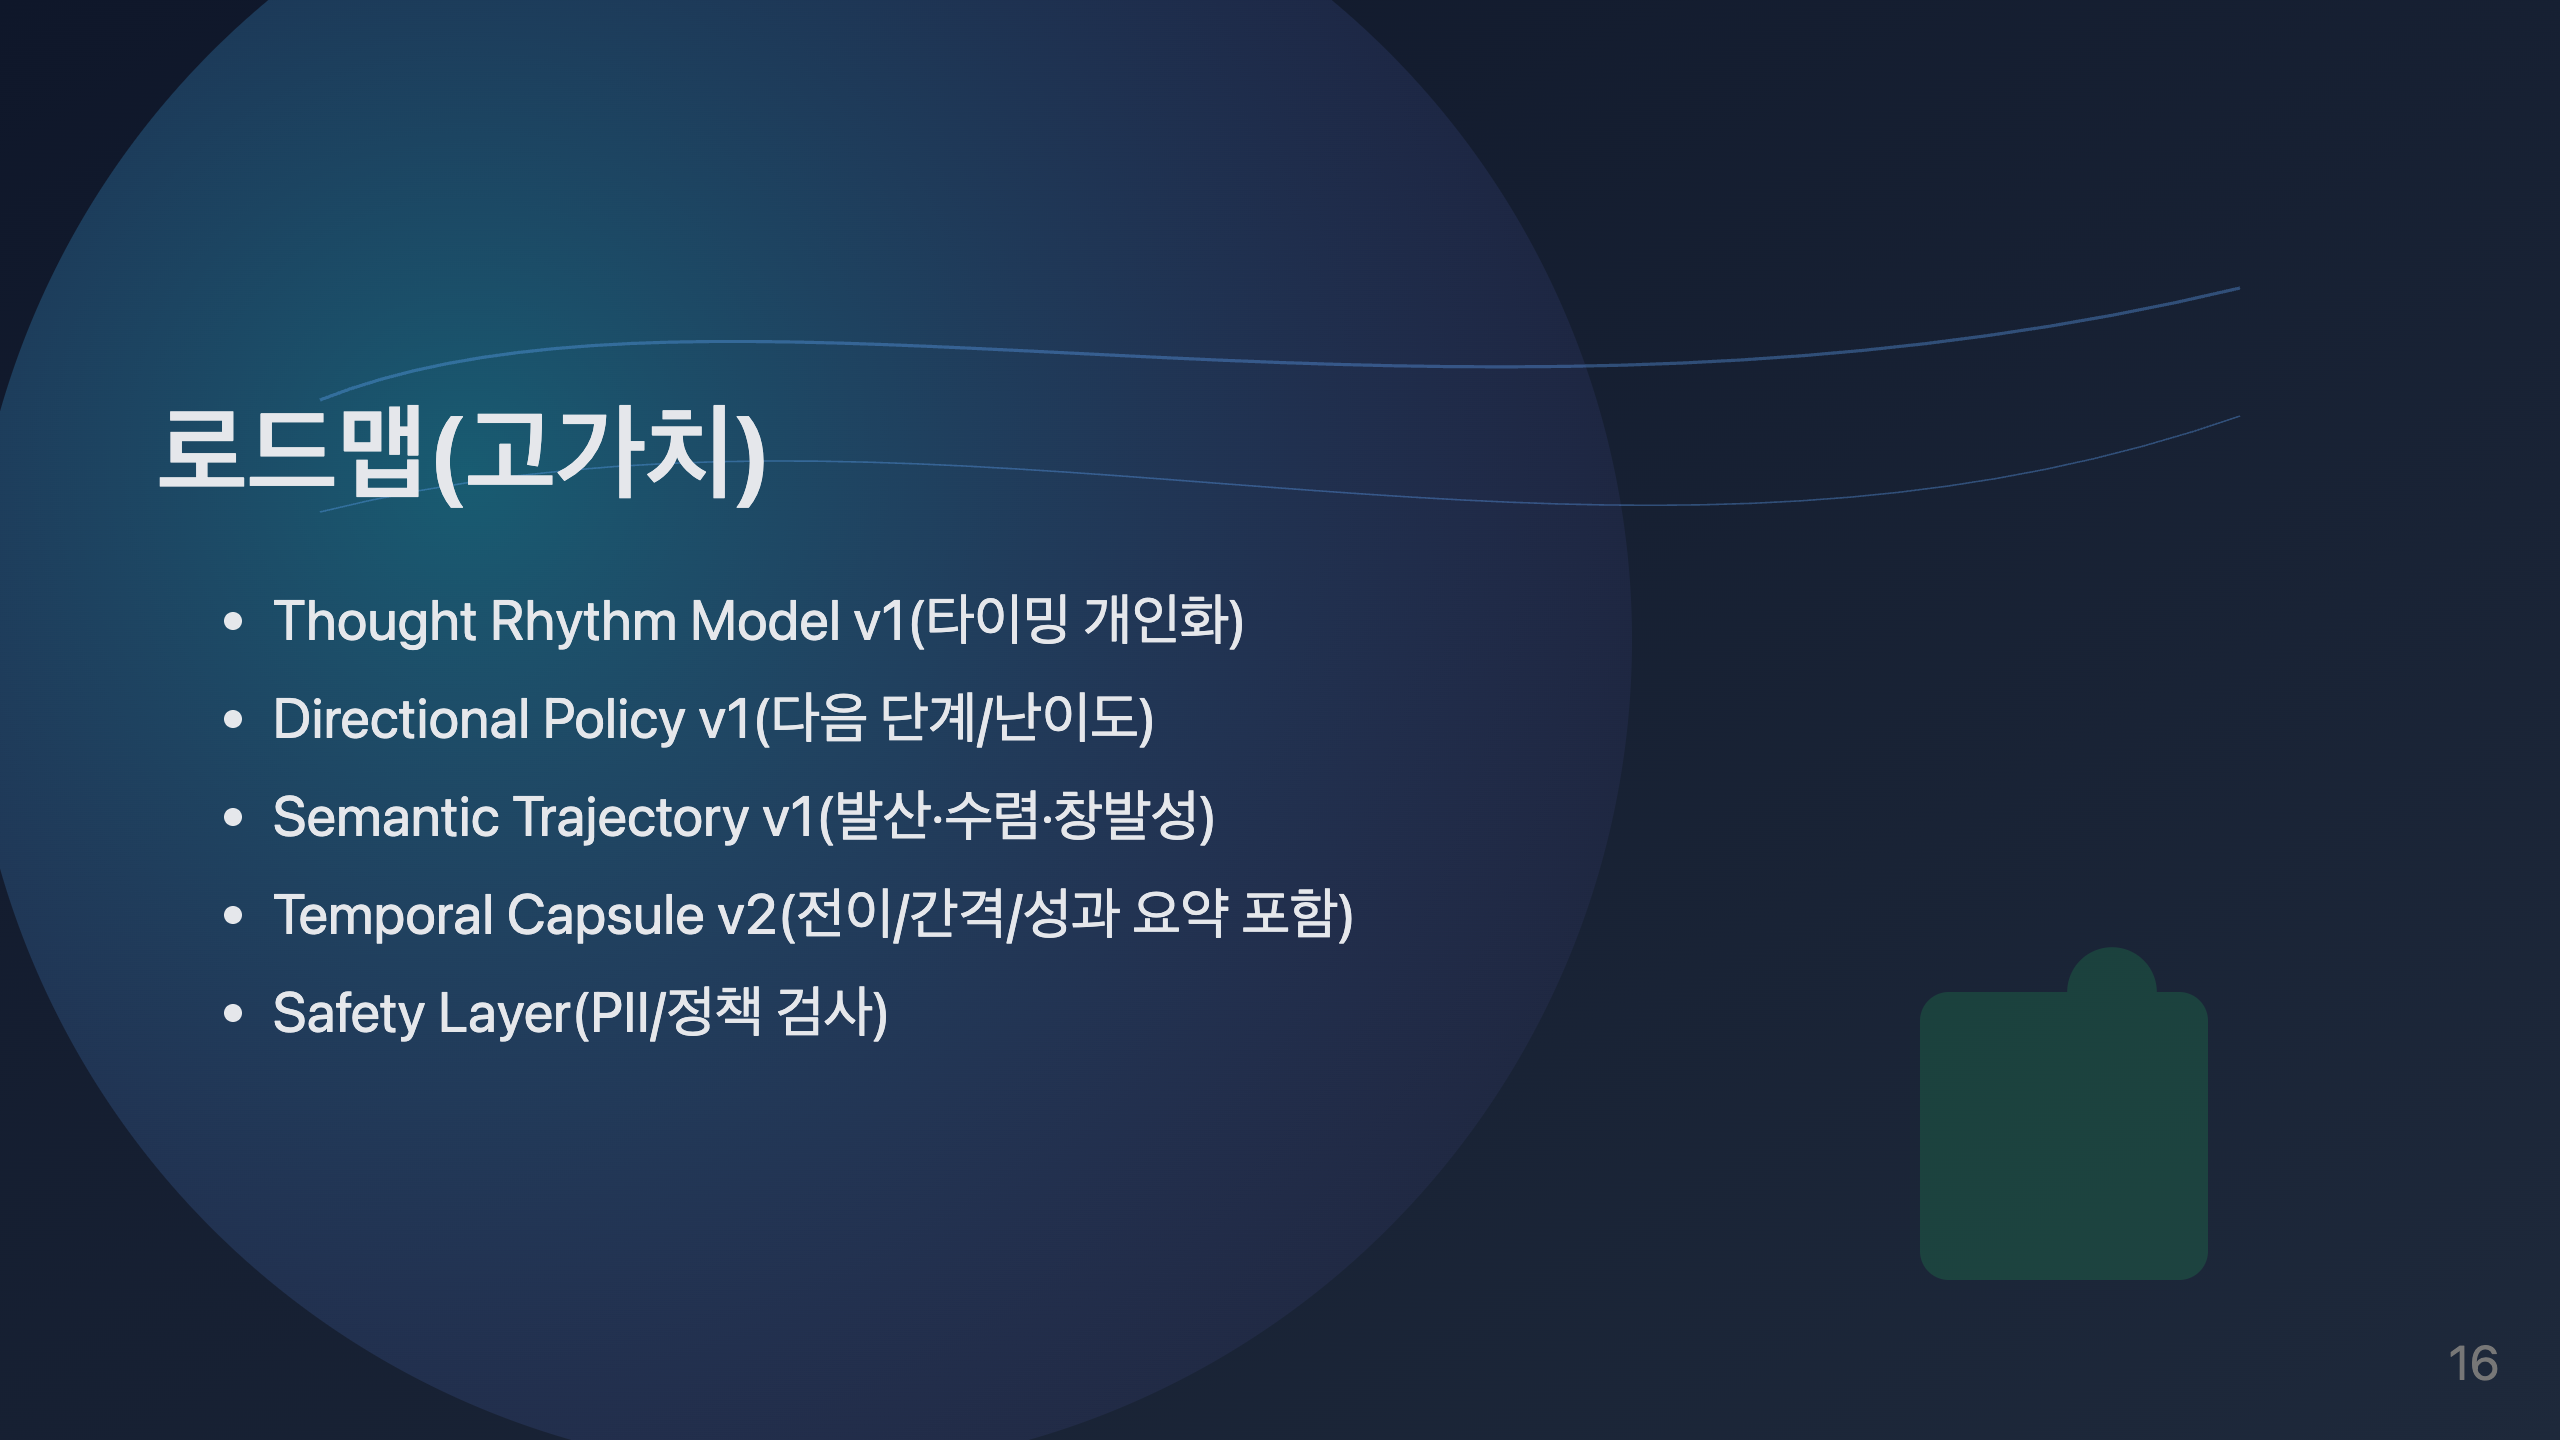 로드맵(고가치)
• Thought Rhythm Model v1(타이밍 개인화)
• Directional Policy v1(다음 단계/난이도)
• Semantic Trajectory v1(발산·수렴·창발성)
• Temporal Capsule v2(전이/간격/성과 요약 포함)
• Safety Layer(PII/정책 검사)
16